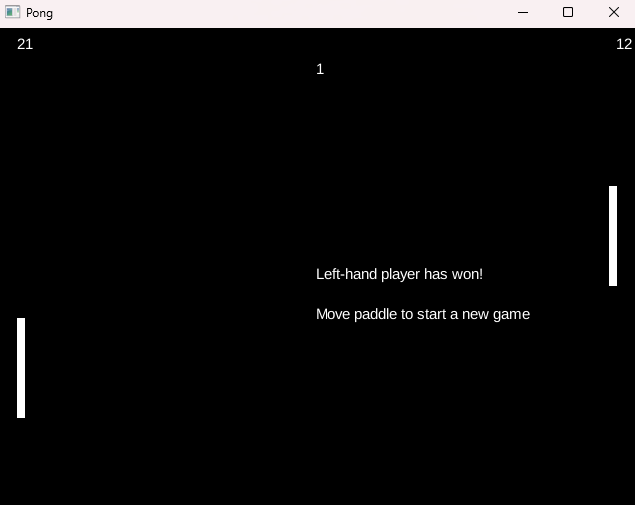 Pong
21
12
1
Left-hand player has won!
Move paddle to start a new game